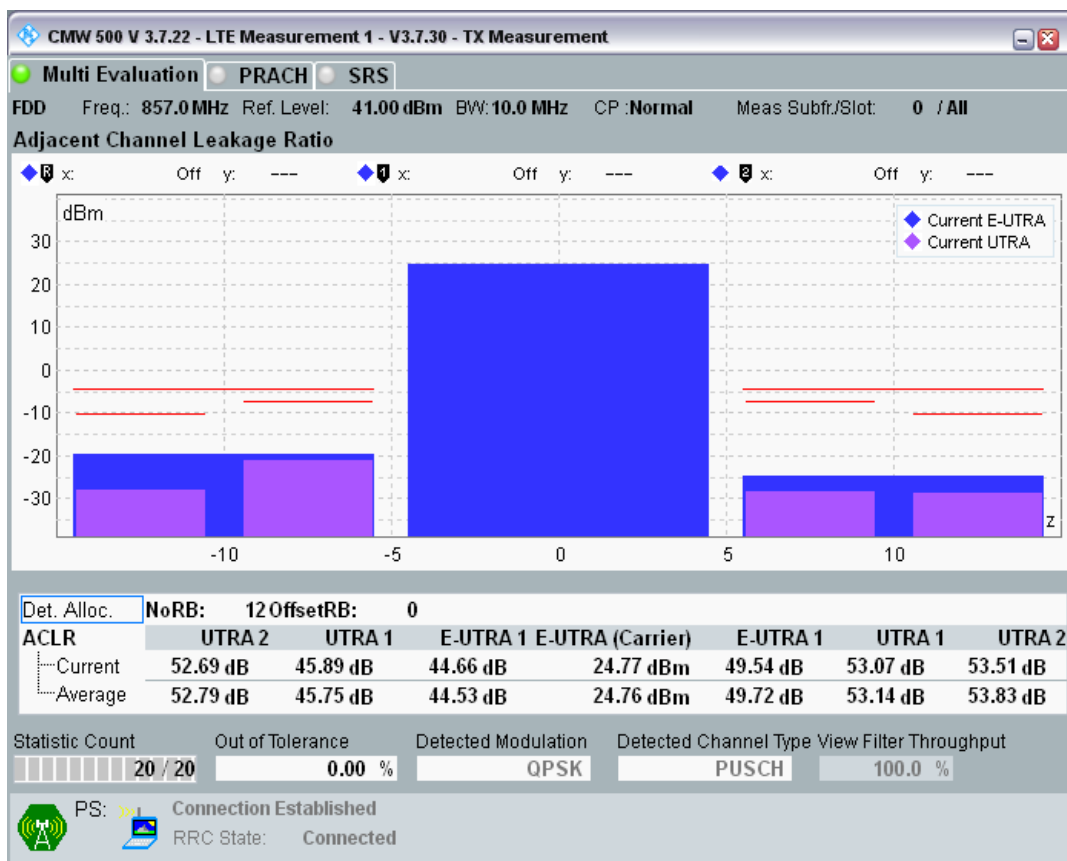 CMW 500 V 3.7.22 - LTE Measurement 1 - V3.7.30 - TX Measurement
Multi Evaluation PRACH SRS
FDD Freq.: 857.0 MHz Ref. Level: 41.00 dBm BW: 10.0 MHz CP :Normal Meas Subfr./Slot: 0 / All
Adjacent Channel Leakage Ratio
R x: Off y: --- 1 x: Off y: --- 2 x: Off y: ---
dBm
Current E-UTRA
Current UTRA
30
20
10
0
-10
-20
-30
z
-10 -5 0 5 10
Det. Alloc. NoRB: 12 OffsetRB: 0
ACLR UTRA 2 UTRA 1 E-UTRA 1 E-UTRA (Carrier) E-UTRA 1 UTRA 1 UTRA 2
Current 52.69 dB 45.89 dB 44.66 dB 24.77 dBm 49.54 dB 53.07 dB 53.51 dB
Average 52.79 dB 45.75 dB 44.53 dB 24.76 dBm 49.72 dB 53.14 dB 53.83 dB
Statistic Count Out of Tolerance Detected Modulation Detected Channel Type View Filter Throughput
20 / 20 0.00 % QPSK PUSCH 100.0 %
PS: Connection Established
RRC State: Connected